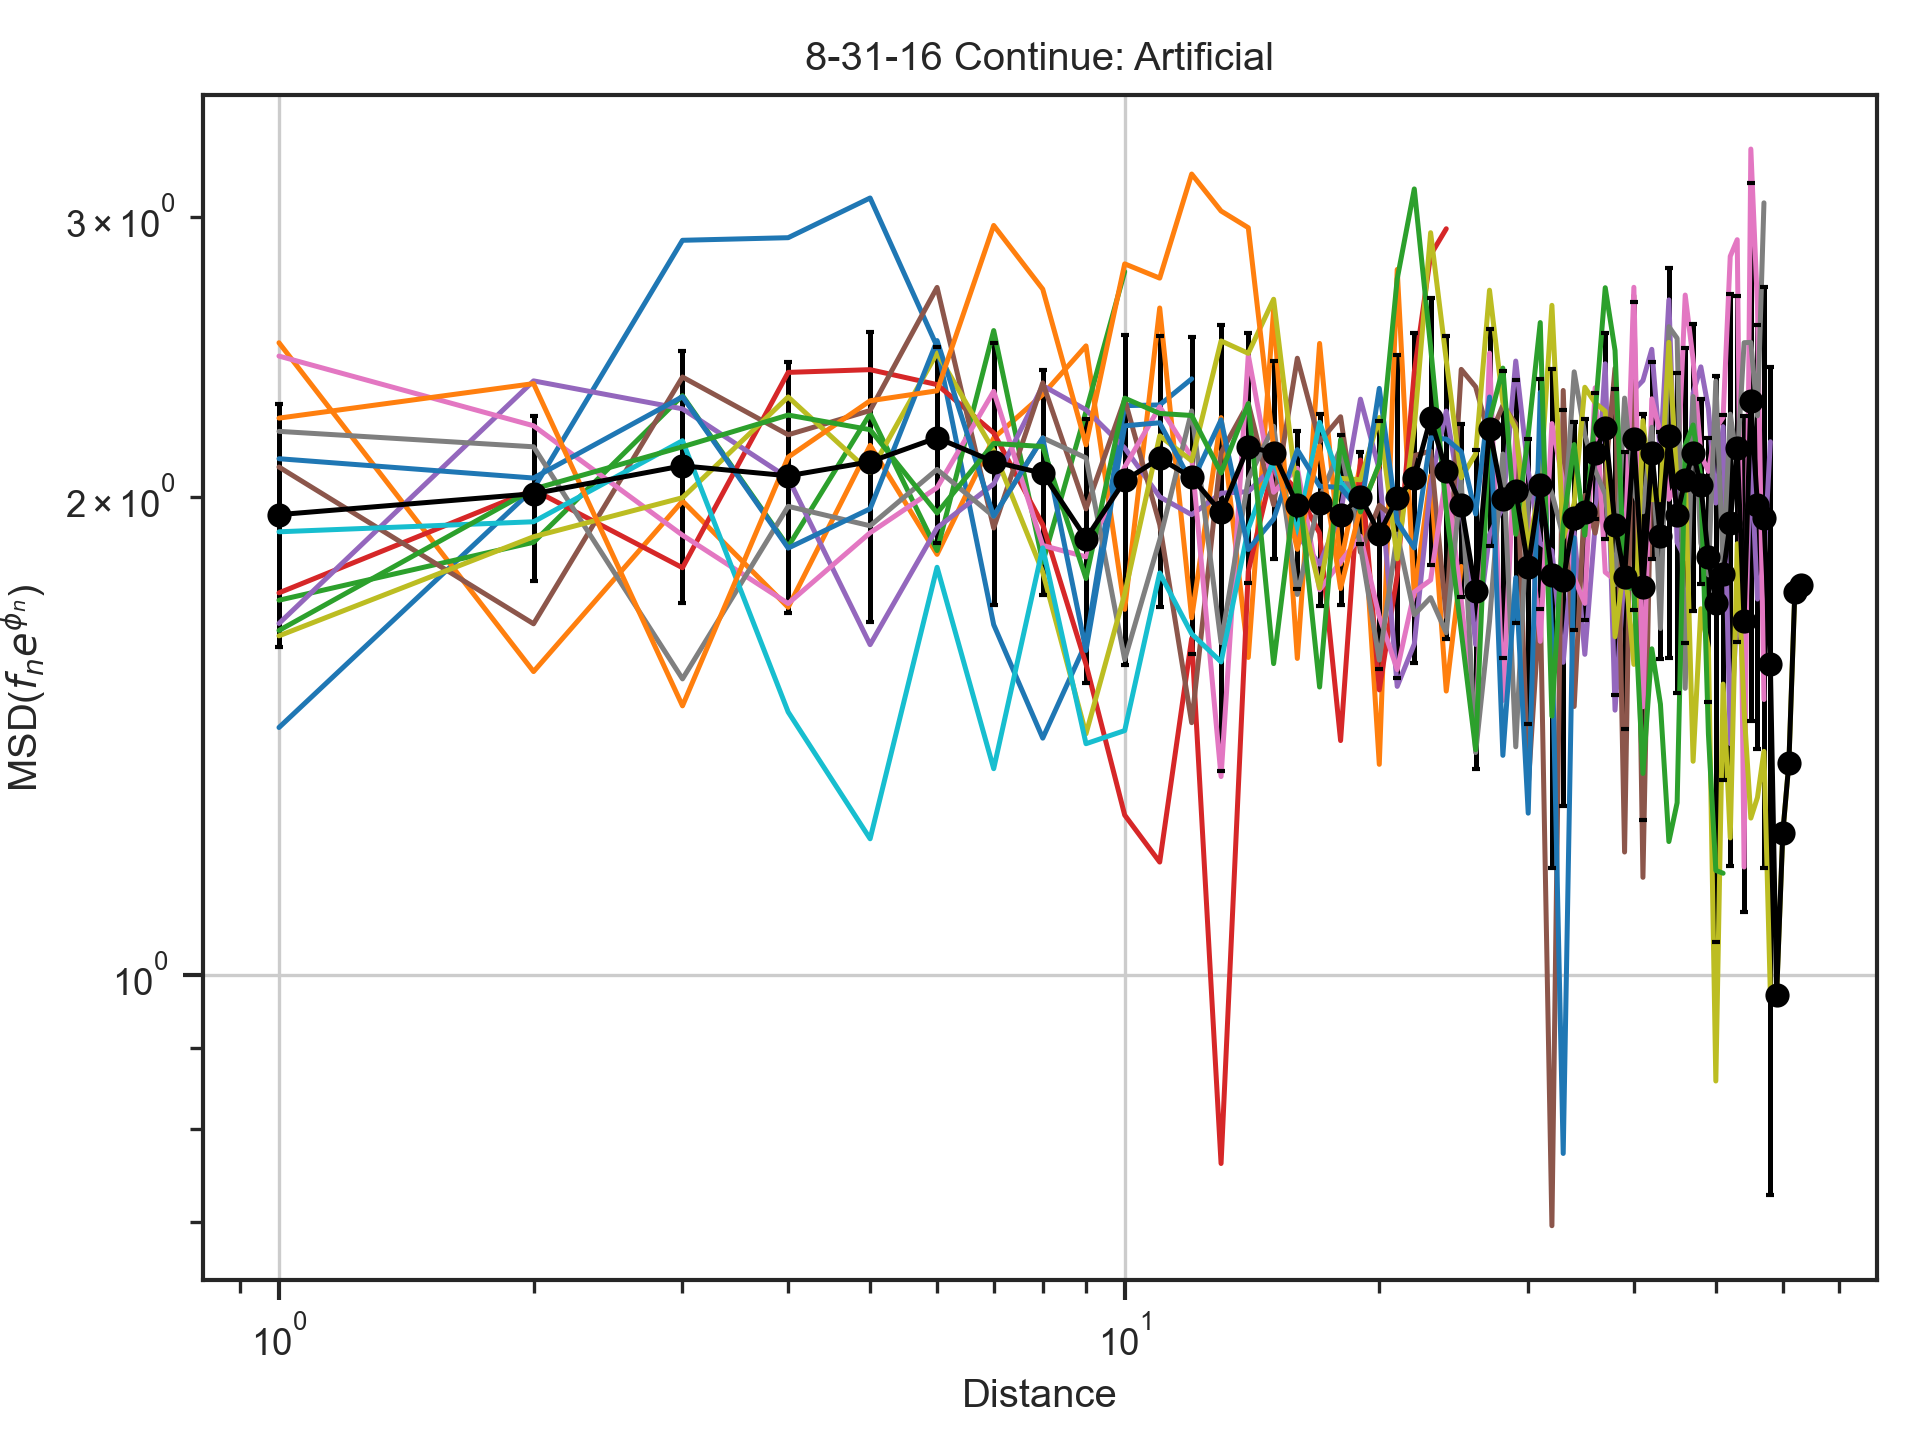 8-31-16 Continue: Artificial
MSD(fₙe^ϕₙ)
3 × 10⁰
2 × 10⁰
10⁰
10⁰
10¹
Distance